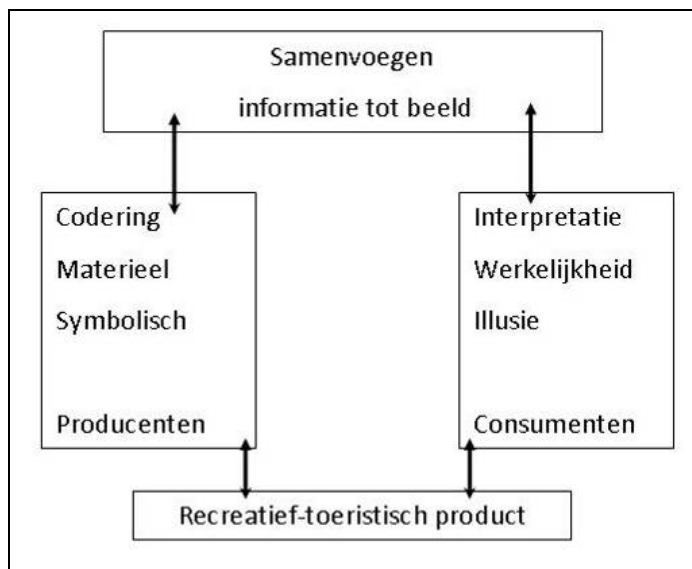 Samenvoegen
informatie tot beeld
Codering
Materieel
Symbolisch
Producenten
Interpretatie
Werkelijkheid
Illusie
Consumenten
Recreatief-toeristisch product